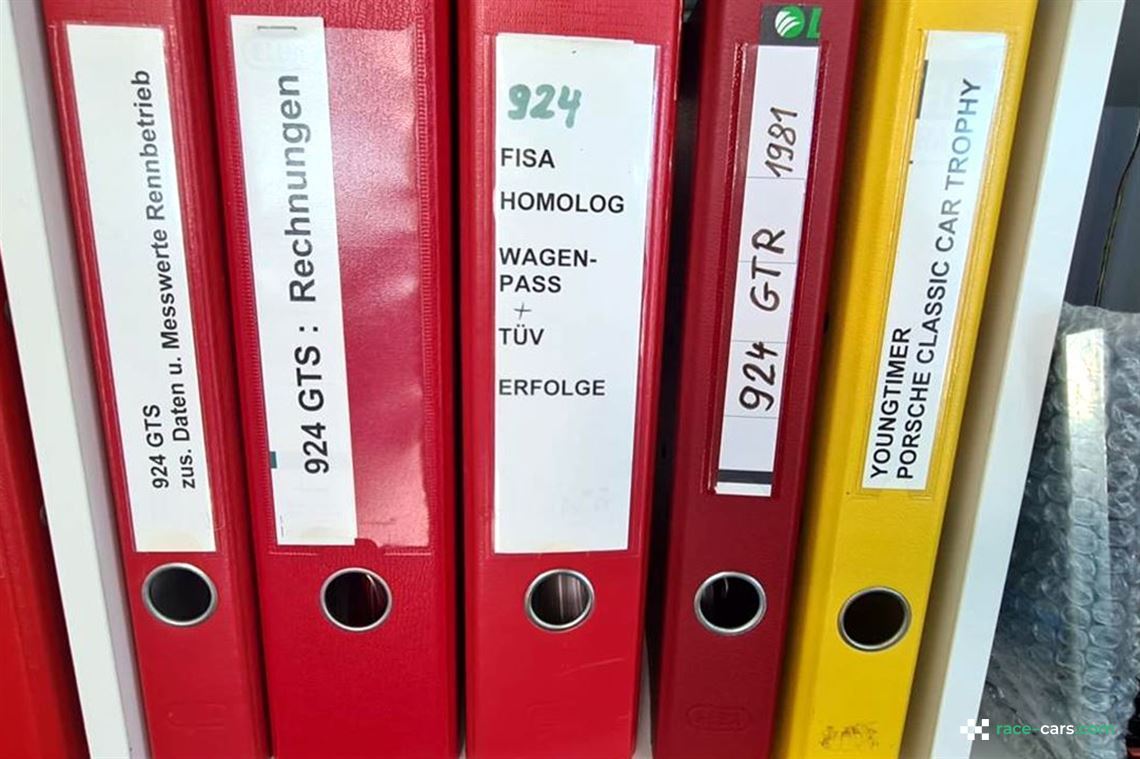 924 GTS
zus. Daten u. Messwerte Rennbetrieb
924 GTS : Rechnungen
924
FISA
HOMOLOG
WAGEN-
PASS
+
TÜV
ERFOLGE
924 GTR 1981
YOUNGTIMER
PORSCHE CLASSIC CAR TROPHY
race-cars.com